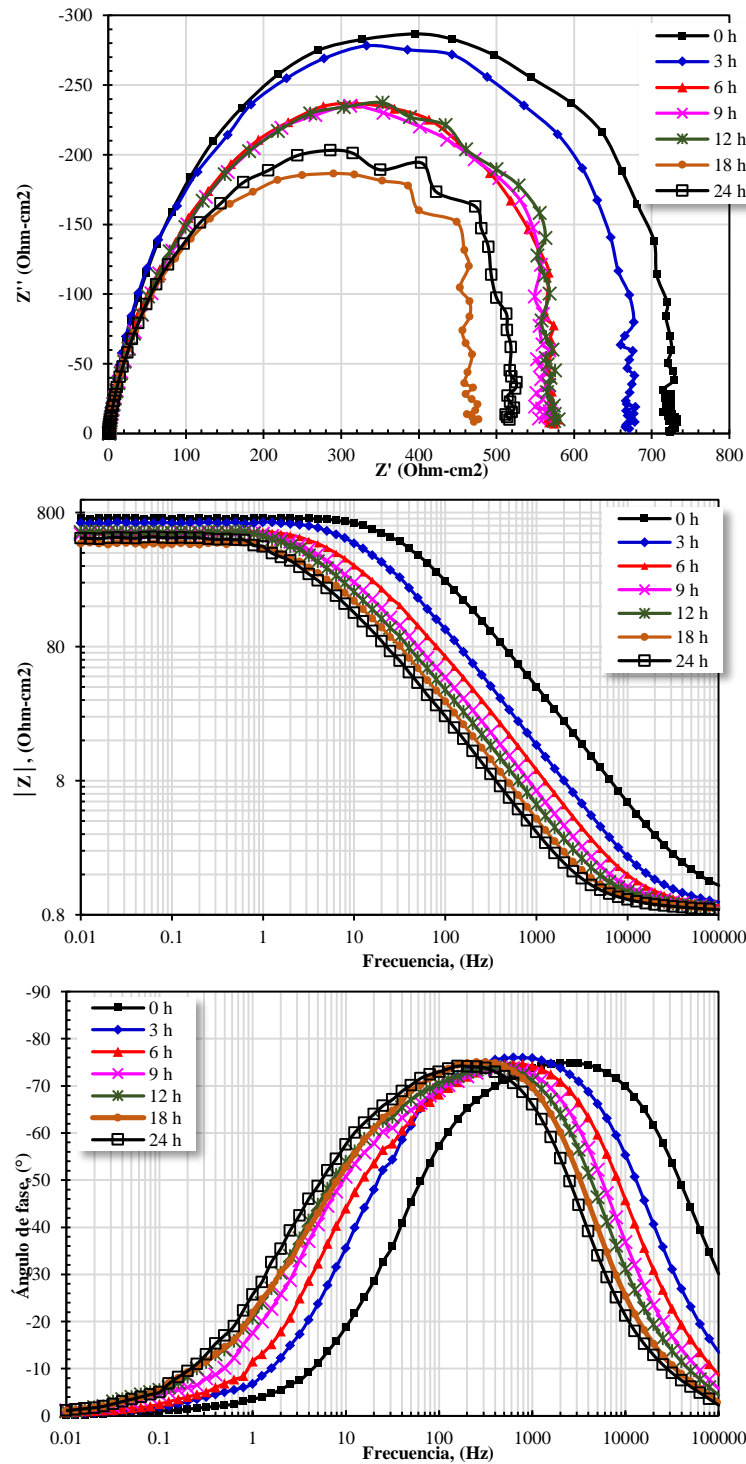 -300
-250
-200
-150
-100
-50
0
0 100 200 300 400 500 600 700 800
Z'' (Ohm-cm2)
Z' (Ohm-cm2)
0 h
3 h
6 h
9 h
12 h
18 h
24 h
800
80
8
0.8
0.01 0.1 1 10 100 1000 10000 100000
|Z|, (Ohm-cm2)
Frecuencia, (Hz)
0 h
3 h
6 h
9 h
12 h
18 h
24 h
-90
-80
-70
-60
-50
-40
-30
-20
-10
0
0.01 0.1 1 10 100 1000 10000 100000
Ángulo de fase, (°)
Frecuencia, (Hz)
0 h
3 h
6 h
9 h
12 h
18 h
24 h